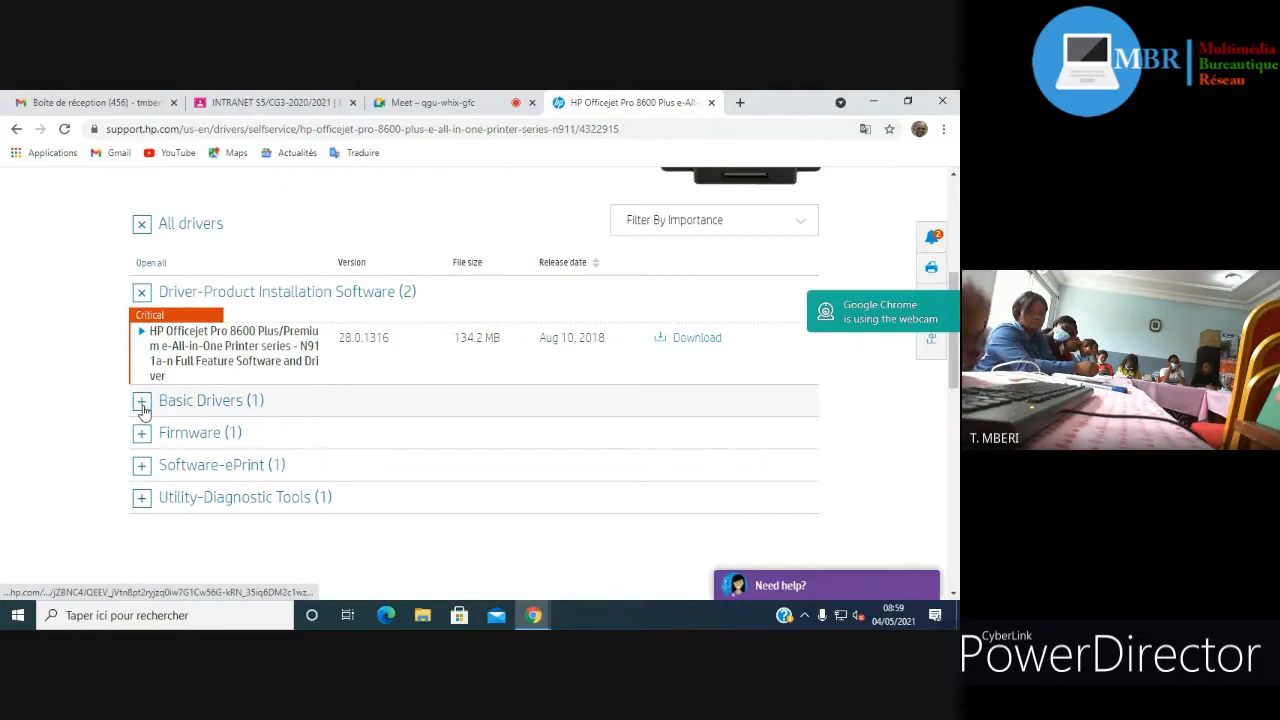 MBR Multimédia
Bureautique
Réseau
Boîte de réception (456) – tmber
INTRANET S5/CG3-2020/2021 |
Meet – qgu-whix-gfc
HP Officejet Pro 8600 Plus e-All-
support.hp.com/us-en/drivers/selfservice/hp-officejet-pro-8600-plus-e-all-in-one-printer-series-n911/4322915
Applications Gmail YouTube Maps Actualités Traduire
All drivers
Filter By Importance
Open all Version File size Release date
2
Driver-Product Installation Software (2)
Google Chrome
is using the webcam
Critical
HP Officejet Pro 8600 Plus/Premiu
m e-All-in-One Printer series - N91
1a-n Full Feature Software and Dri
ver
28.0.1316 134.2 MB Aug 10, 2018 Download
Basic Drivers (1)
Firmware (1)
Software-ePrint (1)
Utility-Diagnostic Tools (1)
Need help?
T. MBERI
Taper ici pour rechercher
08:59
04/05/2021
CyberLink
PowerDirector